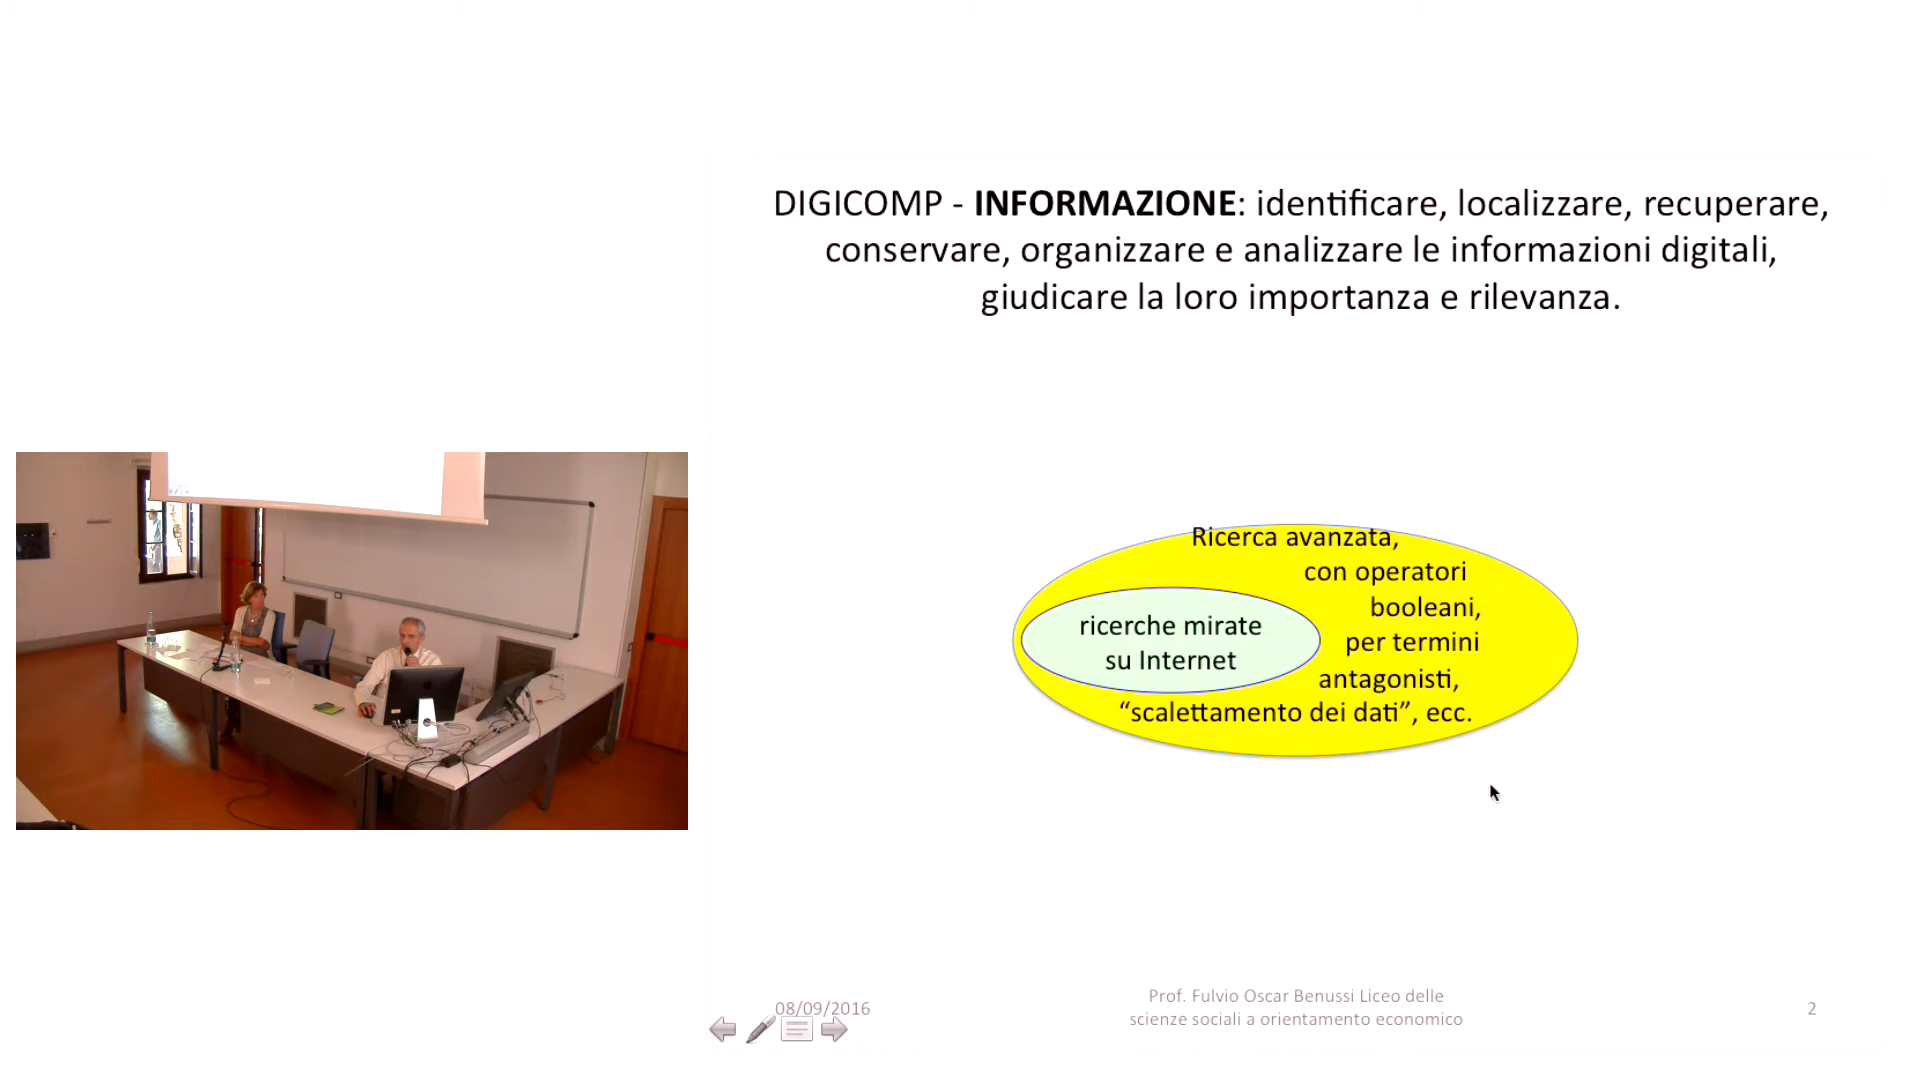 DIGICOMP - INFORMAZIONE: identificare, localizzare, recuperare,
conservare, organizzare e analizzare le informazioni digitali,
giudicare la loro importanza e rilevanza.
Ricerca avanzata,
con operatori
booleani,
per termini
antagonisti,
“scalettamento dei dati”, ecc.
ricerche mirate
su Internet
08/09/2016
Prof. Fulvio Oscar Benussi Liceo delle
scienze sociali a orientamento economico
2